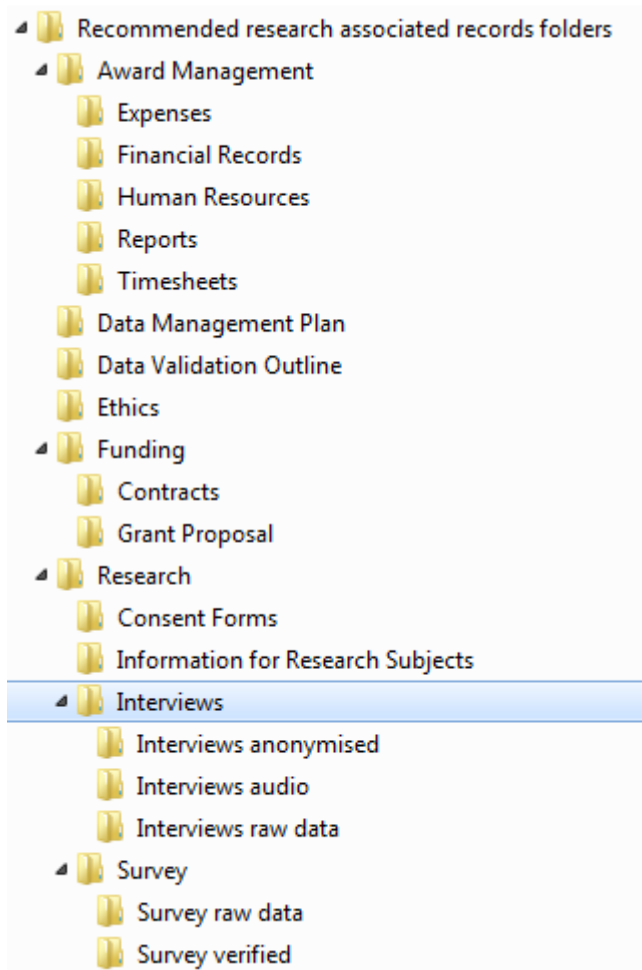 Recommended research associated records folders
Award Management
Expenses
Financial Records
Human Resources
Reports
Timesheets
Data Management Plan
Data Validation Outline
Ethics
Funding
Contracts
Grant Proposal
Research
Consent Forms
Information for Research Subjects
Interviews
Interviews anonymised
Interviews audio
Interviews raw data
Survey
Survey raw data
Survey verified